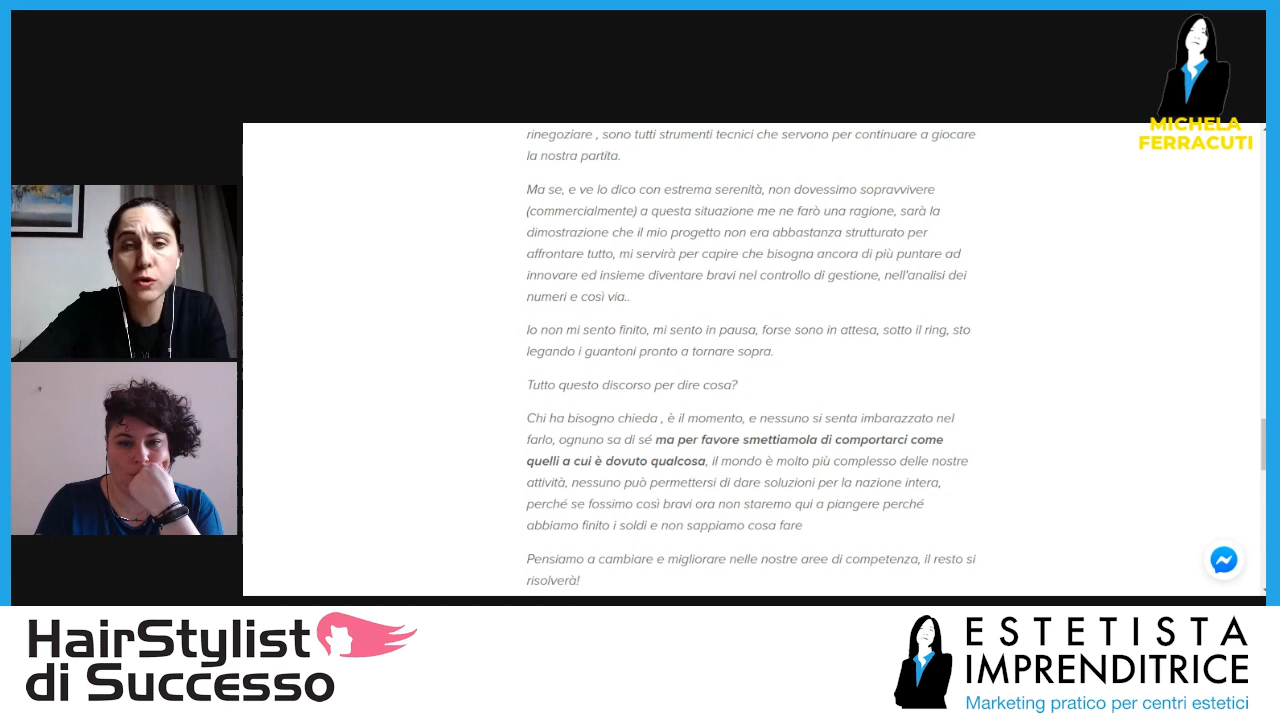 MICHELA
FERRACUTI
rinegoziare , sono tutti strumenti tecnici che servono per continuare a giocare
la nostra partita.
Ma se, e ve lo dico con estrema serenità, non dovessimo sopravvivere
(commercialmente) a questa situazione me ne farò una ragione, sarà la
dimostrazione che il mio progetto non era abbastanza strutturato per
affrontare tutto, mi servirà per capire che bisogna ancora di più puntare ad
innovare ed insieme diventare bravi nel controllo di gestione, nell'analisi dei
numeri e così via..
Io non mi sento finito, mi sento in pausa, forse sono in attesa, sotto il ring, sto
legando i guantoni pronto a tornare sopra.
Tutto questo discorso per dire cosa?
Chi ha bisogno chieda , è il momento, e nessuno si senta imbarazzato nel
farlo, ognuno sa di sé ma per favore smettiamola di comportarci come
quelli a cui è dovuto qualcosa, il mondo è molto più complesso delle nostre
attività, nessuno può permettersi di dare soluzioni per la nazione intera,
perché se fossimo così bravi ora non staremo qui a piangere perché
abbiamo finito i soldi e non sappiamo cosa fare
Pensiamo a cambiare e migliorare nelle nostre aree di competenza, il resto si
risolverà!
HairStylist
di Successo
ESTETISTA
IMPRENDITRICE
Marketing pratico per centri estetici